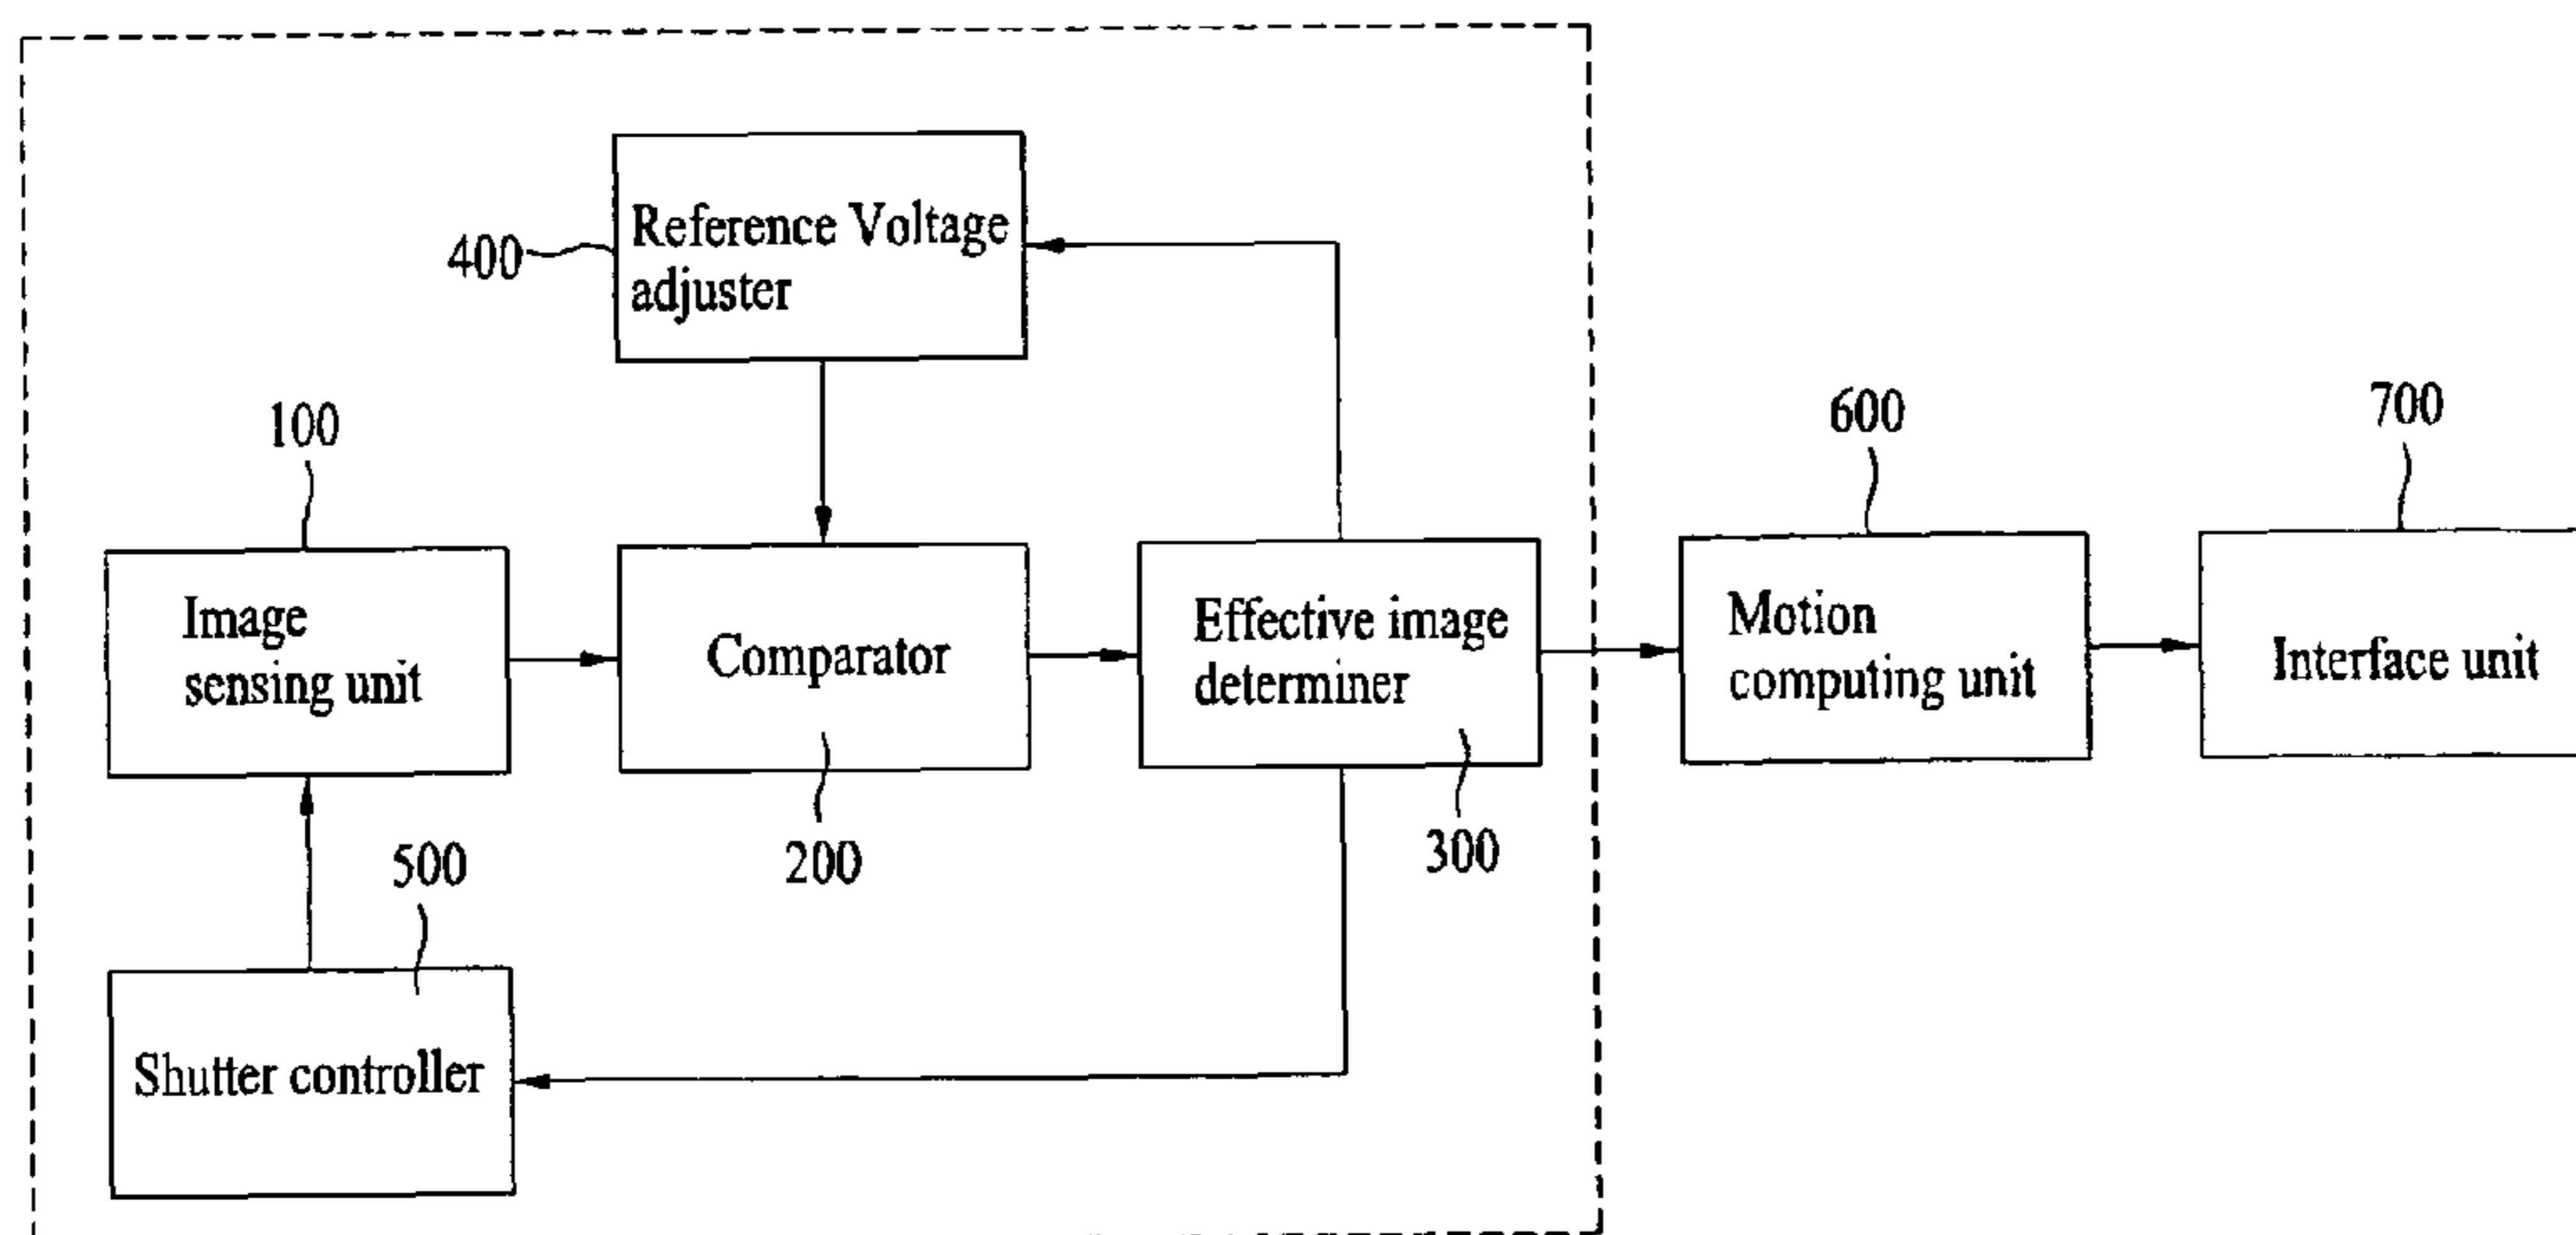 Reference Voltage
adjuster
400
100
600
700
Image
sensing unit
Comparator
Effective image
determiner
Motion
computing unit
Interface unit
500
200
300
Shutter controller